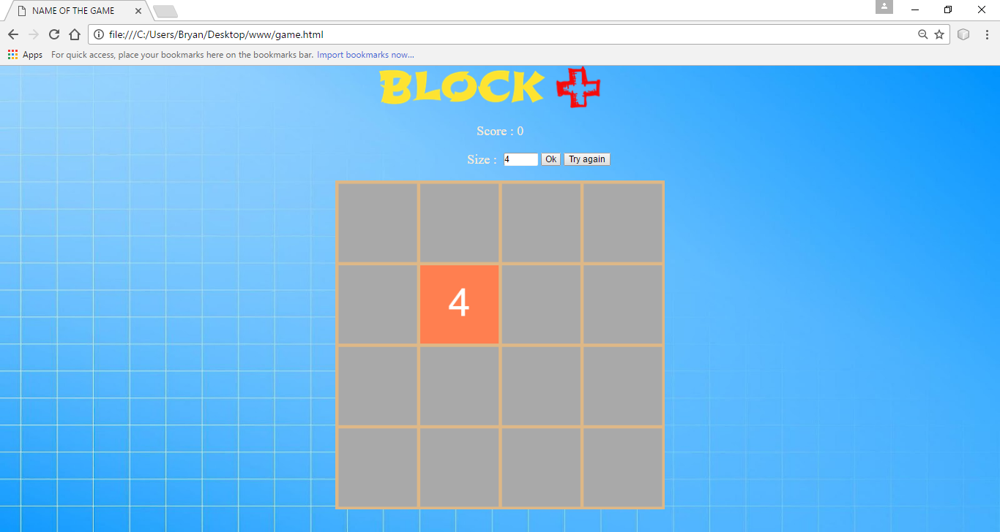 NAME OF THE GAME
file:///C:/Users/Bryan/Desktop/www/game.html
Apps For quick access, place your bookmarks here on the bookmarks bar. Import bookmarks now...
BLOCK +
Score : 0
Size : 4 Ok Try again
4